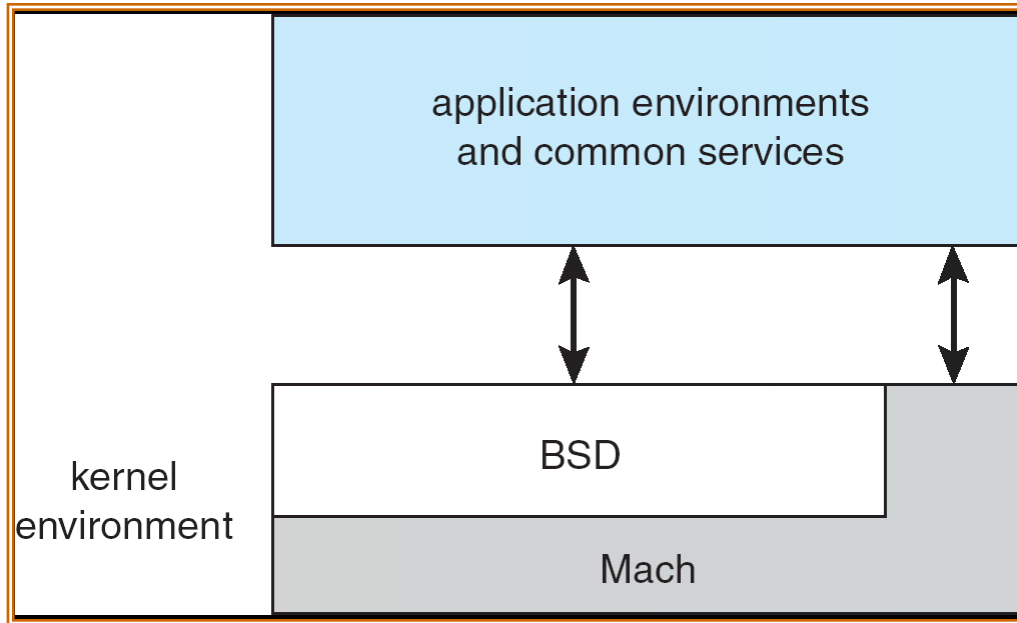 application environments
and common services
BSD
kernel
environment
Mach